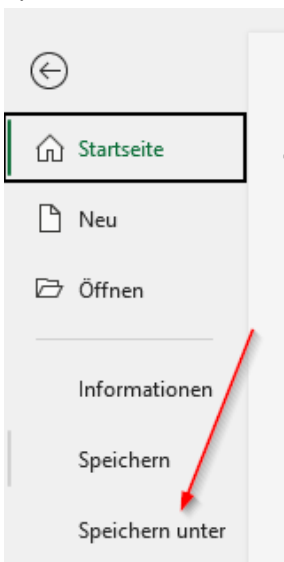 Startseite
Neu
Öffnen
Informationen
Speichern
Speichern unter